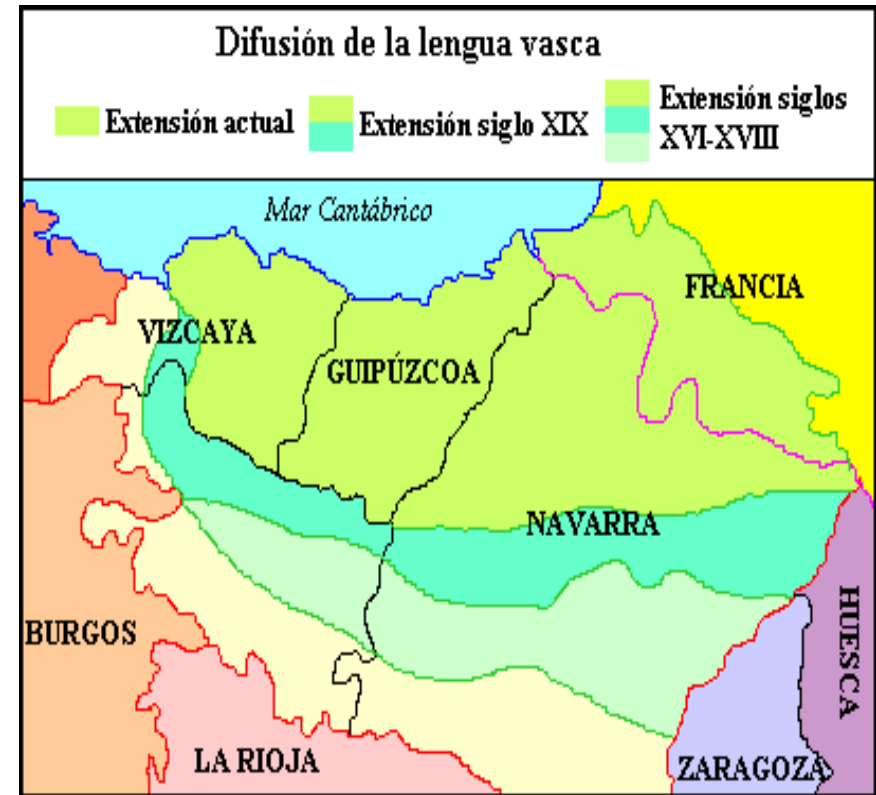 Difusión de la lengua vasca
Extensión actual
Extensión siglo XIX
Extensión siglos
XVI-XVIII
Mar Cantábrico
FRANCIA
VIZCAYA
GUIPÚZCOA
NAVARRA
HUESCA
BURGOS
LA RIOJA
ZARAGOZA